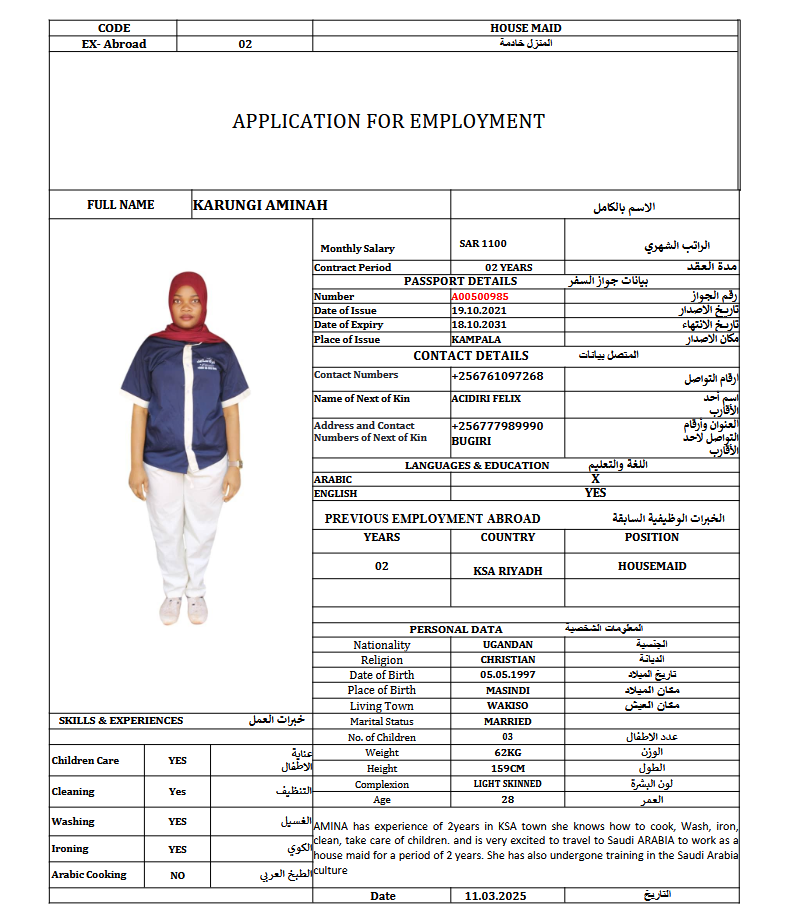 CODE HOUSE MAID
EX- Abroad 02 المنزل خادمة
APPLICATION FOR EMPLOYMENT
FULL NAME KARUNGI AMINAH الاسم بالكامل
Monthly Salary SAR 1100 الراتب الشهري
Contract Period 02 YEARS مدة العقد
PASSPORT DETAILS بيانات جواز السفر
Number A00500985 رقم الجواز
Date of Issue 19.10.2021 تاريخ الاصدار
Date of Expiry 18.10.2031 تاريخ الانتهاء
Place of Issue KAMPALA مكان الاصدار
CONTACT DETAILS المتصل بيانات
Contact Numbers +256761097268 ارقام التواصل
Name of Next of Kin ACIDIRI FELIX اسم أحد
الأقارب
Address and Contact +256777989990 العنوان وأرقام
Numbers of Next of Kin BUGIRI التواصل لاحد
الأقارب
LANGUAGES & EDUCATION اللغة والتعليم
ARABIC X
ENGLISH YES
PREVIOUS EMPLOYMENT ABROAD الخبرات الوظيفية السابقة
YEARS COUNTRY POSITION
02 KSA RIYADH HOUSEMAID
PERSONAL DATA المعلومات الشخصية
Nationality UGANDAN الجنسية
Religion CHRISTIAN الديانة
Date of Birth 05.05.1997 تاريخ الميلاد
Place of Birth MASINDI مكان الميلاد
Living Town WAKISO مكان العيش
Marital Status MARRIED
No. of Children 03 عدد الاطفال
Weight 62KG الوزن
Height 159CM الطول
Complexion LIGHT SKINNED لون البشرة
Age 28 العمر
SKILLS & EXPERIENCES خبرات العمل
Children Care YES عناية
الاطفال
Cleaning Yes التنظيف
Washing YES الغسيل
Ironing YES الكوي
Arabic Cooking NO الطبخ العربي
AMINA has experience of 2years in KSA town she knows how to cook, Wash, iron,
clean, take care of children. and is very excited to travel to Saudi ARABIA to work as a
house maid for a period of 2 years. She has also undergone training in the Saudi Arabia
culture
Date 11.03.2025 التاريخ